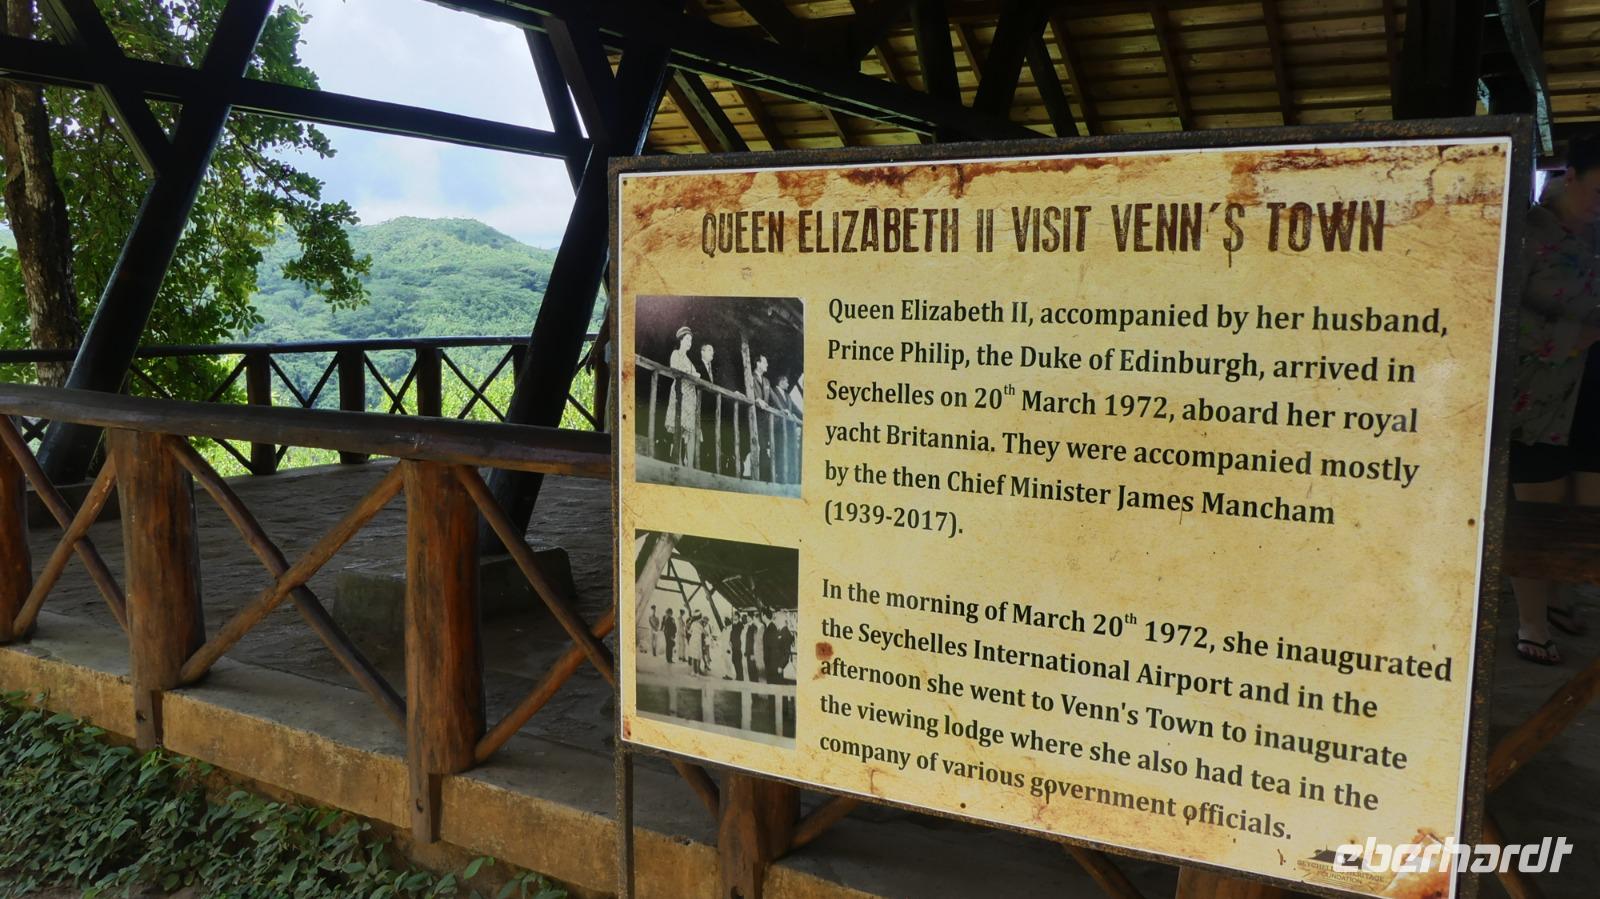 QUEEN ELIZABETH II VISIT VENN´S TOWN
Queen Elizabeth II, accompanied by her husband,
Prince Philip, the Duke of Edinburgh, arrived in
Seychelles on 20th March 1972, aboard her royal
yacht Britannia. They were accompanied mostly
by the then Chief Minister James Mancham
(1939-2017).
In the morning of March 20th 1972, she inaugurated
the Seychelles International Airport and in the
afternoon she went to Venn's Town to inaugurate
the viewing lodge where she also had tea in the
company of various government officials.
eberhardt
FOUNDATION